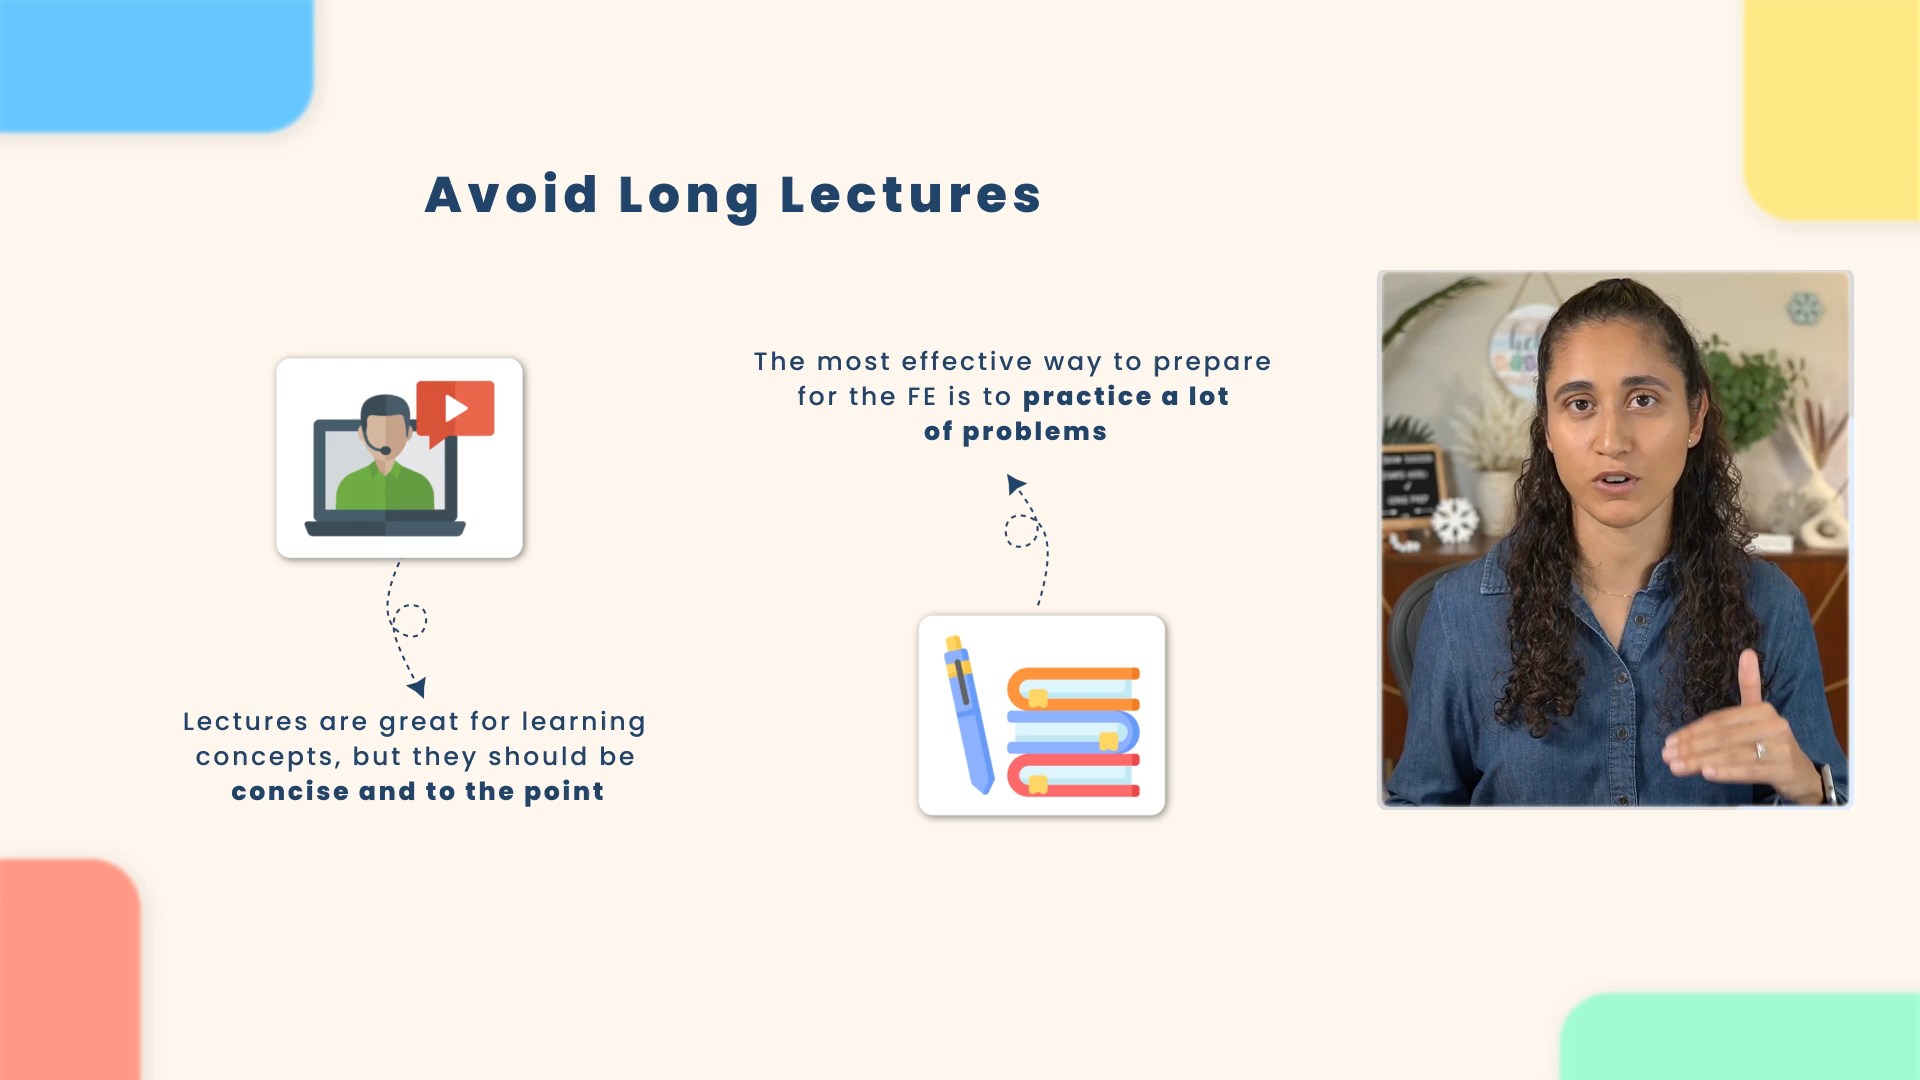 Avoid Long Lectures
The most effective way to prepare
for the FE is to practice a lot
of problems
Lectures are great for learning
concepts, but they should be
concise and to the point